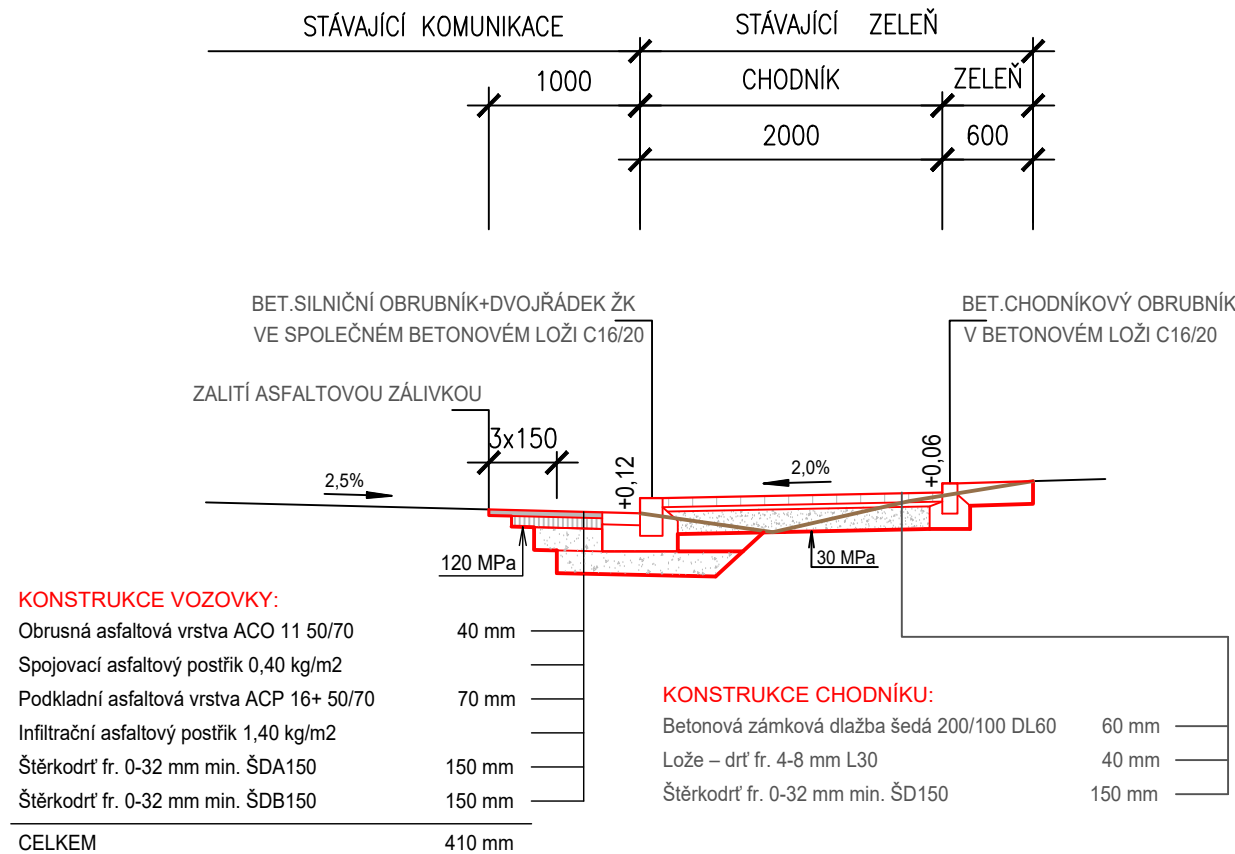 STÁVAJÍCÍ KOMUNIKACE
STÁVAJÍCÍ ZELEŇ
1000
CHODNÍK
ZELEŇ
2000
600
BET.SILNIČNÍ OBRUBNÍK+DVOJŘÁDEK ŽK
VE SPOLEČNÉM BETONOVÉM LOŽI C16/20
BET.CHODNÍKOVÝ OBRUBNÍK
V BETONOVÉM LOŽI C16/20
ZALITÍ ASFALTOVOU ZÁLIVKOU
3x150
+0,12
+0,06
2,5%
2,0%
120 MPa
30 MPa
KONSTRUKCE VOZOVKY:
Obrusná asfaltová vrstva ACO 11 50/70 40 mm
Spojovací asfaltový postřik 0,40 kg/m2
Podkladní asfaltová vrstva ACP 16+ 50/70 70 mm
Infiltrační asfaltový postřik 1,40 kg/m2
Štěrkodrť fr. 0-32 mm min. ŠDA150 150 mm
Štěrkodrť fr. 0-32 mm min. ŠDB150 150 mm
CELKEM 410 mm
KONSTRUKCE CHODNÍKU:
Betonová zámková dlažba šedá 200/100 DL60 60 mm
Lože – drť fr. 4-8 mm L30 40 mm
Štěrkodrť fr. 0-32 mm min. ŠD150 150 mm